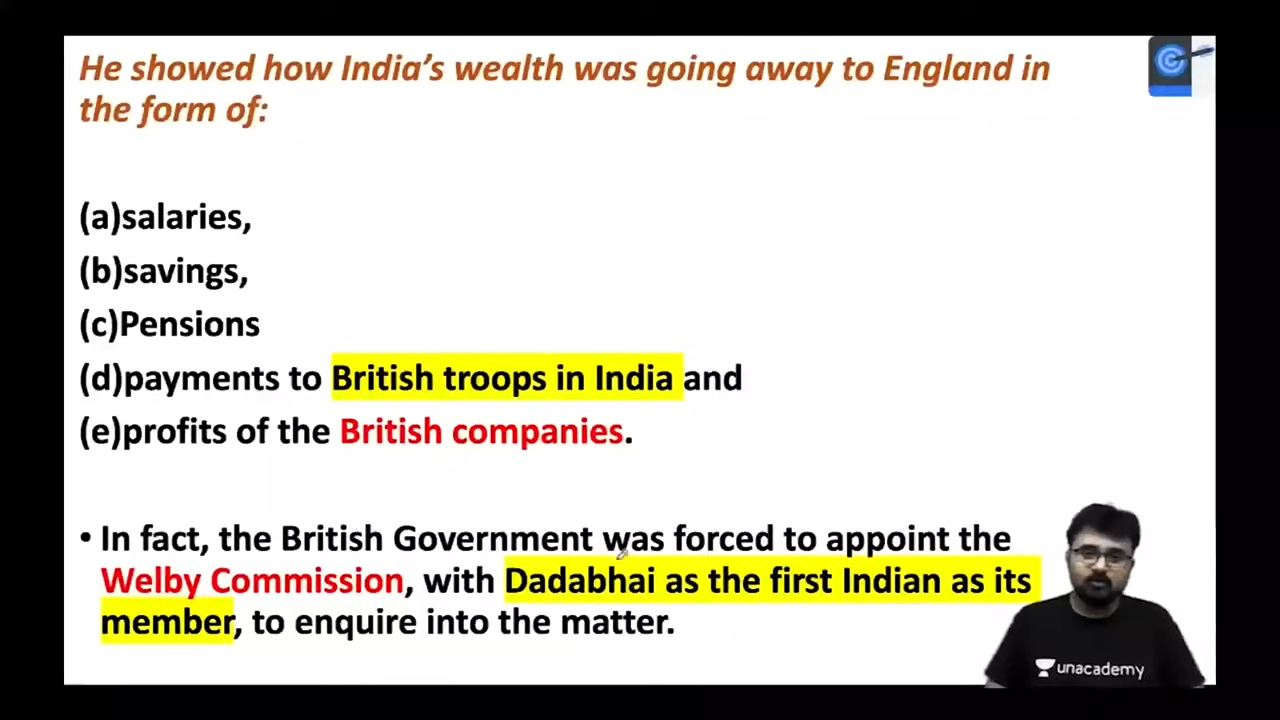 He showed how India's wealth was going away to England in
the form of:
(a)salaries,
(b)savings,
(c)Pensions
(d)payments to British troops in India and
(e)profits of the British companies.
• In fact, the British Government was forced to appoint the
Welby Commission, with Dadabhai as the first Indian as its
member, to enquire into the matter.
unacademy